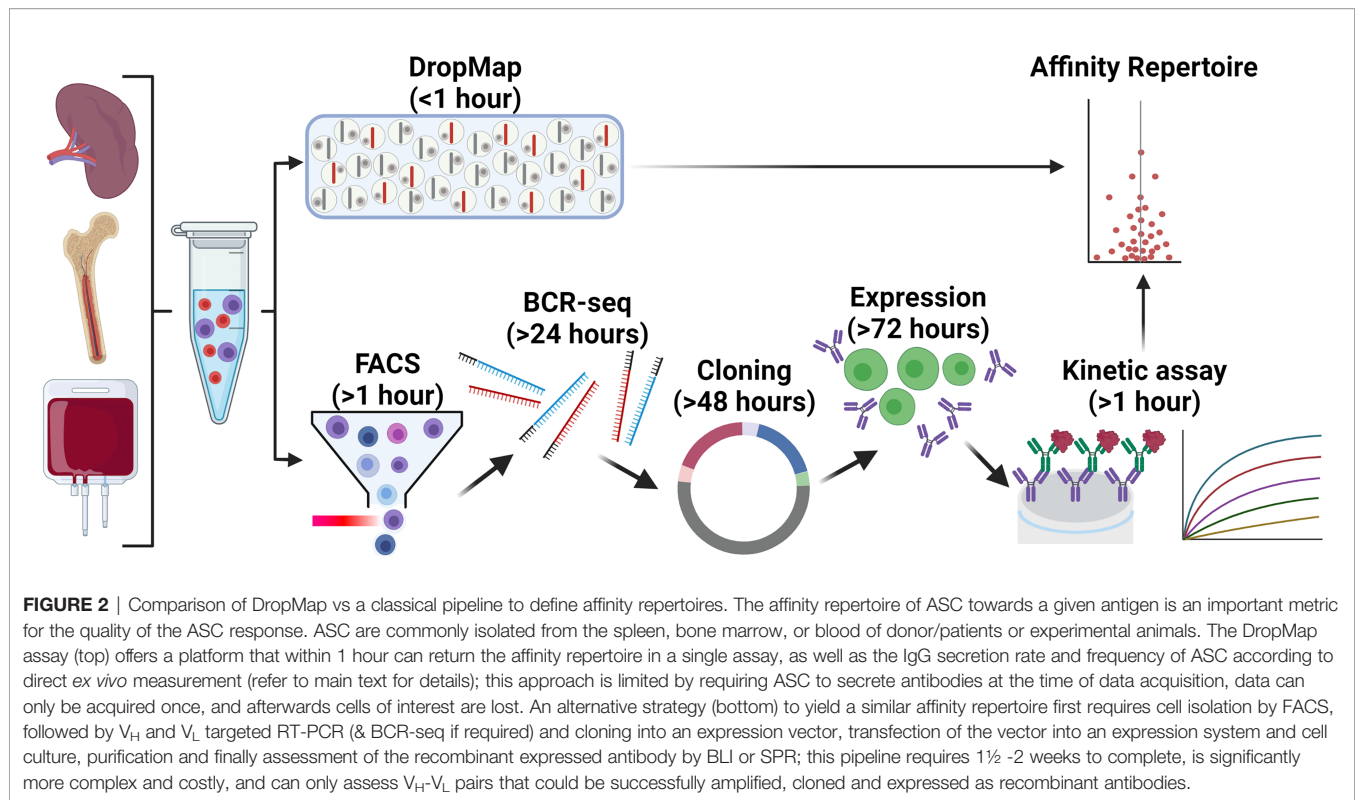 DropMap
(<1 hour)
Affinity Repertoire
FACS
(>1 hour)
BCR-seq
(>24 hours)
Cloning
(>48 hours)
Expression
(>72 hours)
Kinetic assay
(>1 hour)
FIGURE 2 | Comparison of DropMap vs a classical pipeline to define affinity repertoires. The affinity repertoire of ASC towards a given antigen is an important metric
for the quality of the ASC response. ASC are commonly isolated from the spleen, bone marrow, or blood of donor/patients or experimental animals. The DropMap
assay (top) offers a platform that within 1 hour can return the affinity repertoire in a single assay, as well as the IgG secretion rate and frequency of ASC according to
direct ex vivo measurement (refer to main text for details); this approach is limited by requiring ASC to secrete antibodies at the time of data acquisition, data can
only be acquired once, and afterwards cells of interest are lost. An alternative strategy (bottom) to yield a similar affinity repertoire first requires cell isolation by FACS,
followed by VH and VL targeted RT-PCR (& BCR-seq if required) and cloning into an expression vector, transfection of the vector into an expression system and cell
culture, purification and finally assessment of the recombinant expressed antibody by BLI or SPR; this pipeline requires 1½ -2 weeks to complete, is significantly
more complex and costly, and can only assess VH-VL pairs that could be successfully amplified, cloned and expressed as recombinant antibodies.